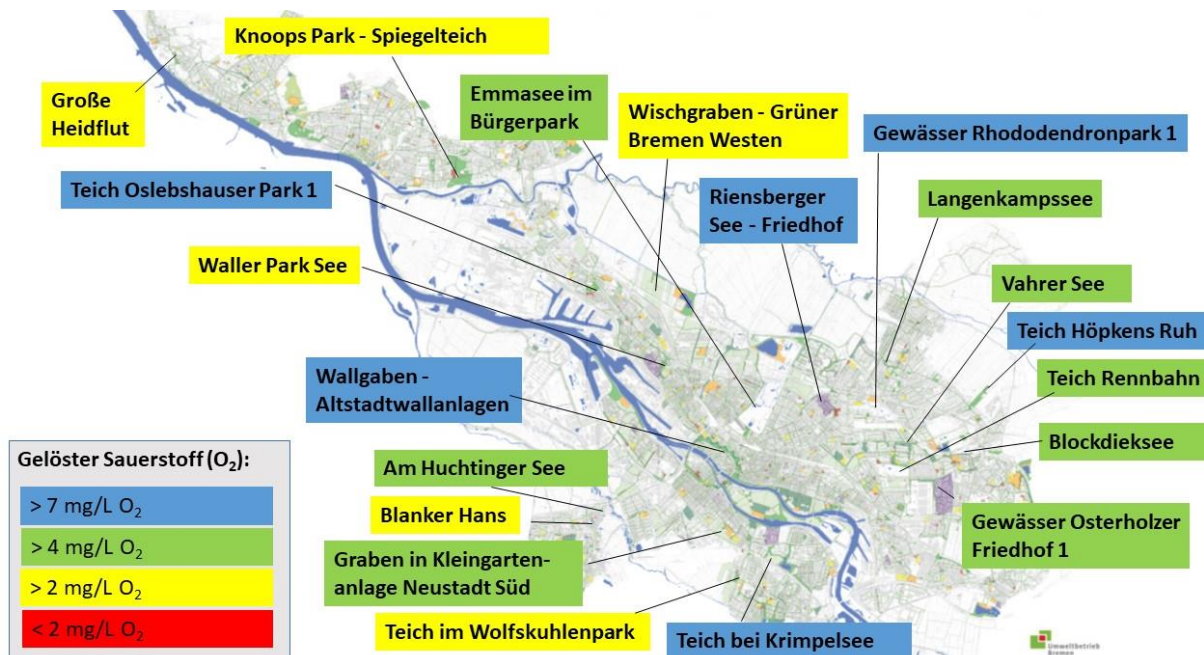 Knoops Park - Spiegelteich
Große
Heidflut
Emmasee im
Bürgerpark
Wischgraben - Grüner
Bremen Westen
Gewässer Rhododendronpark 1
Teich Oslebshauser Park 1
Riensberger
See - Friedhof
Langenkampssee
Waller Park See
Vahrer See
Teich Höpkens Ruh
Wallgaben -
Altstadtwallanlagen
Teich Rennbahn
Blockdieksee
Am Huchtinger See
Blanker Hans
Gewässer Osterholzer
Friedhof 1
Graben in Kleingarten-
anlage Neustadt Süd
Teich im Wolfskuhlenpark
Teich bei Krimpelsee
Gelöster Sauerstoff (O₂):
> 7 mg/L O₂
> 4 mg/L O₂
> 2 mg/L O₂
< 2 mg/L O₂
Umweltbetrieb
Bremen